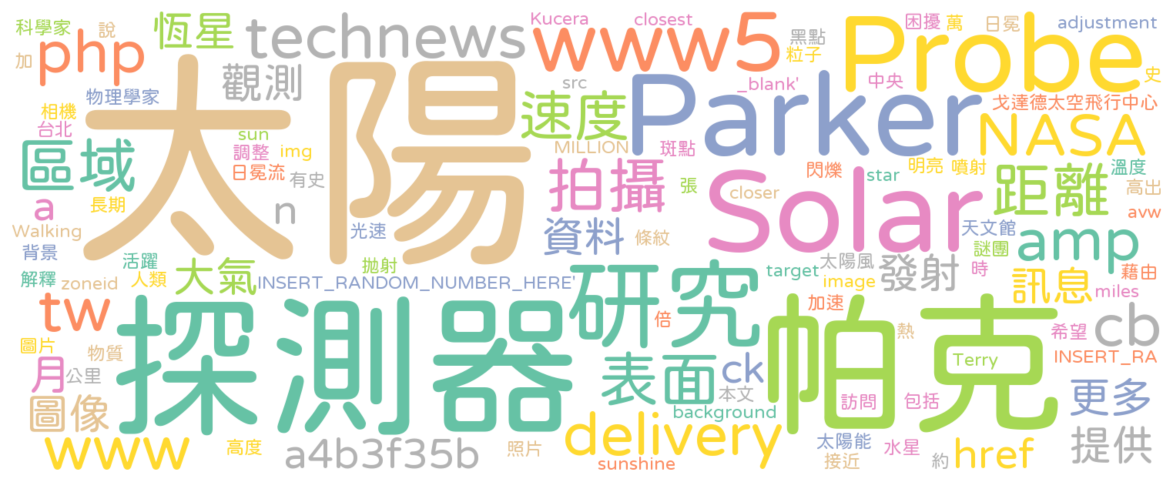 科學家 說 恆星 technews www5 Kucera closest 黑點 困擾 萬 日冕 adjustment
加 php 太陽 觀測 src 粒子 Probe 史
物理學家 速度 _blank' Parker 中央
相機 戈達德太空飛行中心
台北 sun MILLION 斑點 NASA
區域 調整 img 拍攝 閃爍 明亮 噴射 溫度
日冕流 有史 Solar star 距離 高出
a 長期 n 張 closer avw
Walking 光速 資料 條紋 天文館 amp
背景 謎團
活躍 拋射 研究 太陽風 發射 時 藉由
解釋 zoneid 人類 大氣 INSERT_RANDOM_NUMBER_HERE' target image 訊息 miles
tw 探測器 倍 加速 帕克 希望 cb
圖片 物質 熱 INSERT_RA
月 公里 表面 ck Terry
圖像 本文 訪問 包括 更多
background
www 高度 a4b3f35b 照片 delivery 太陽能 水星 約 href 提供
sunshine 接近